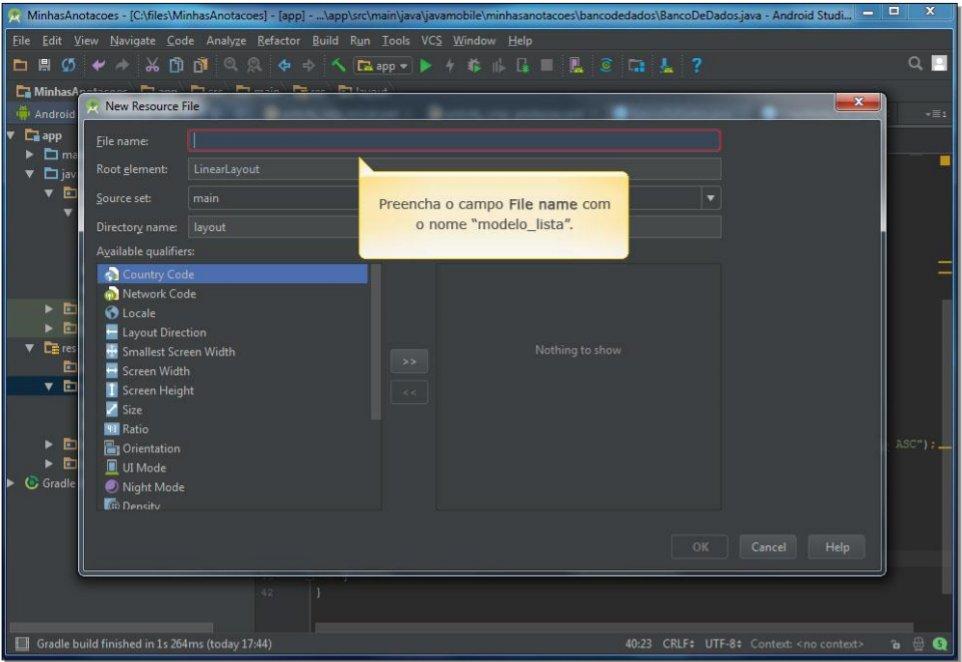 MinhasAnotacoes - [C:\files\MinhasAnotacoes] - [app] - ...\app\src\main\java\javamobile\minhasanotacoes\bancodedados\BancoDeDados.java - Android Studi...
File Edit View Navigate Code Analyze Refactor Build Run Tools VCS Window Help
app
New Resource File
Android
app
File name:
Root element: LinearLayout
Source set: main
Directory name: layout
Preencha o campo File name com
o nome "modelo_lista".
Available qualifiers:
Country Code
Network Code
Locale
Layout Direction
Smallest Screen Width
Screen Width
Screen Height
Size
Ratio
Orientation
UI Mode
Night Mode
Density
>>
<<
Nothing to show
res
ASC");
Gradle
OK Cancel Help
42 }
Gradle build finished in 1s 264ms (today 17:44)
40:23 CRLF÷ UTF-8÷ Context: <no context>
5